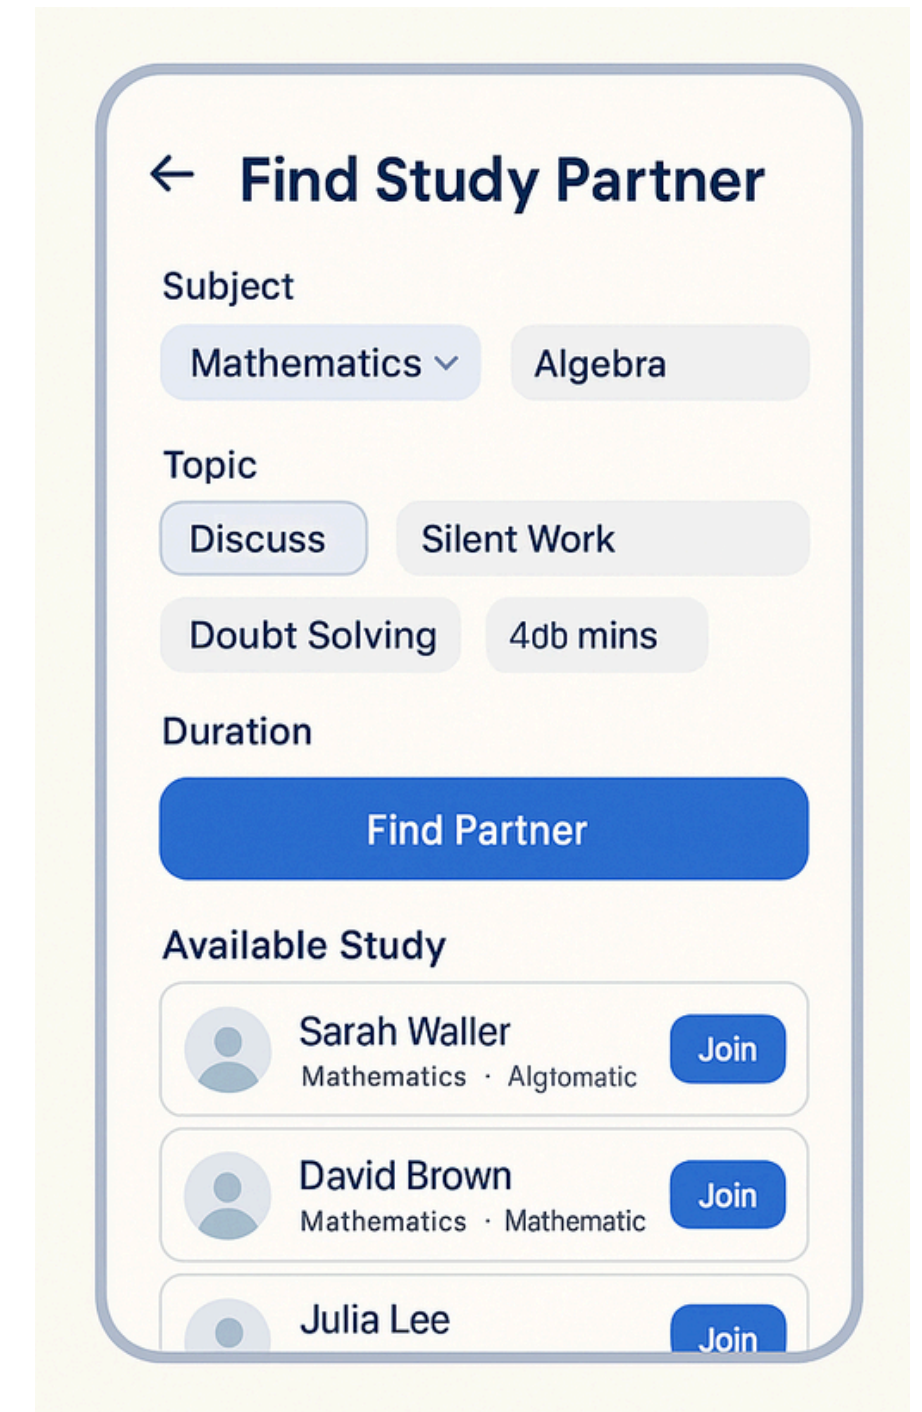 Find Study Partner
Subject
Mathematics Algebra
Topic
Discuss Silent Work
Doubt Solving 4db mins
Duration
Find Partner
Available Study
Sarah Waller
Mathematics · Algtomatic
Join
David Brown
Mathematics · Mathematic
Join
Julia Lee
Join